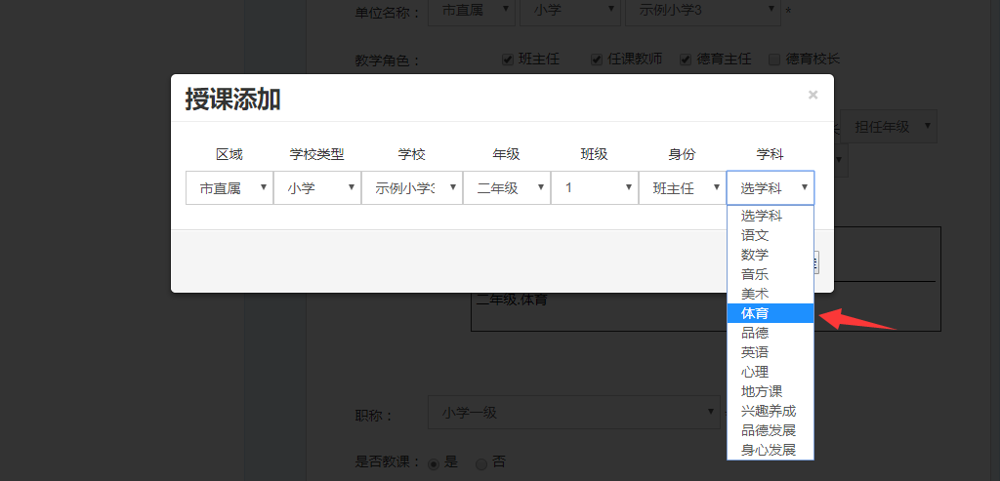 单位名称： 市直属 小学 示例小学3 *
教学角色： 班主任 任课教师 德育主任 德育校长
授课添加 ×
担任年级
区域 学校类型 学校 年级 班级 身份 学科
市直属 小学 示例小学3 二年级 1 班主任 选学科
选学科
语文
数学
音乐
美术
体育
品德
英语
心理
地方课
兴趣养成
品德发展
身心发展
二年级,体育
职称： 小学一级
是否教课： 是 否